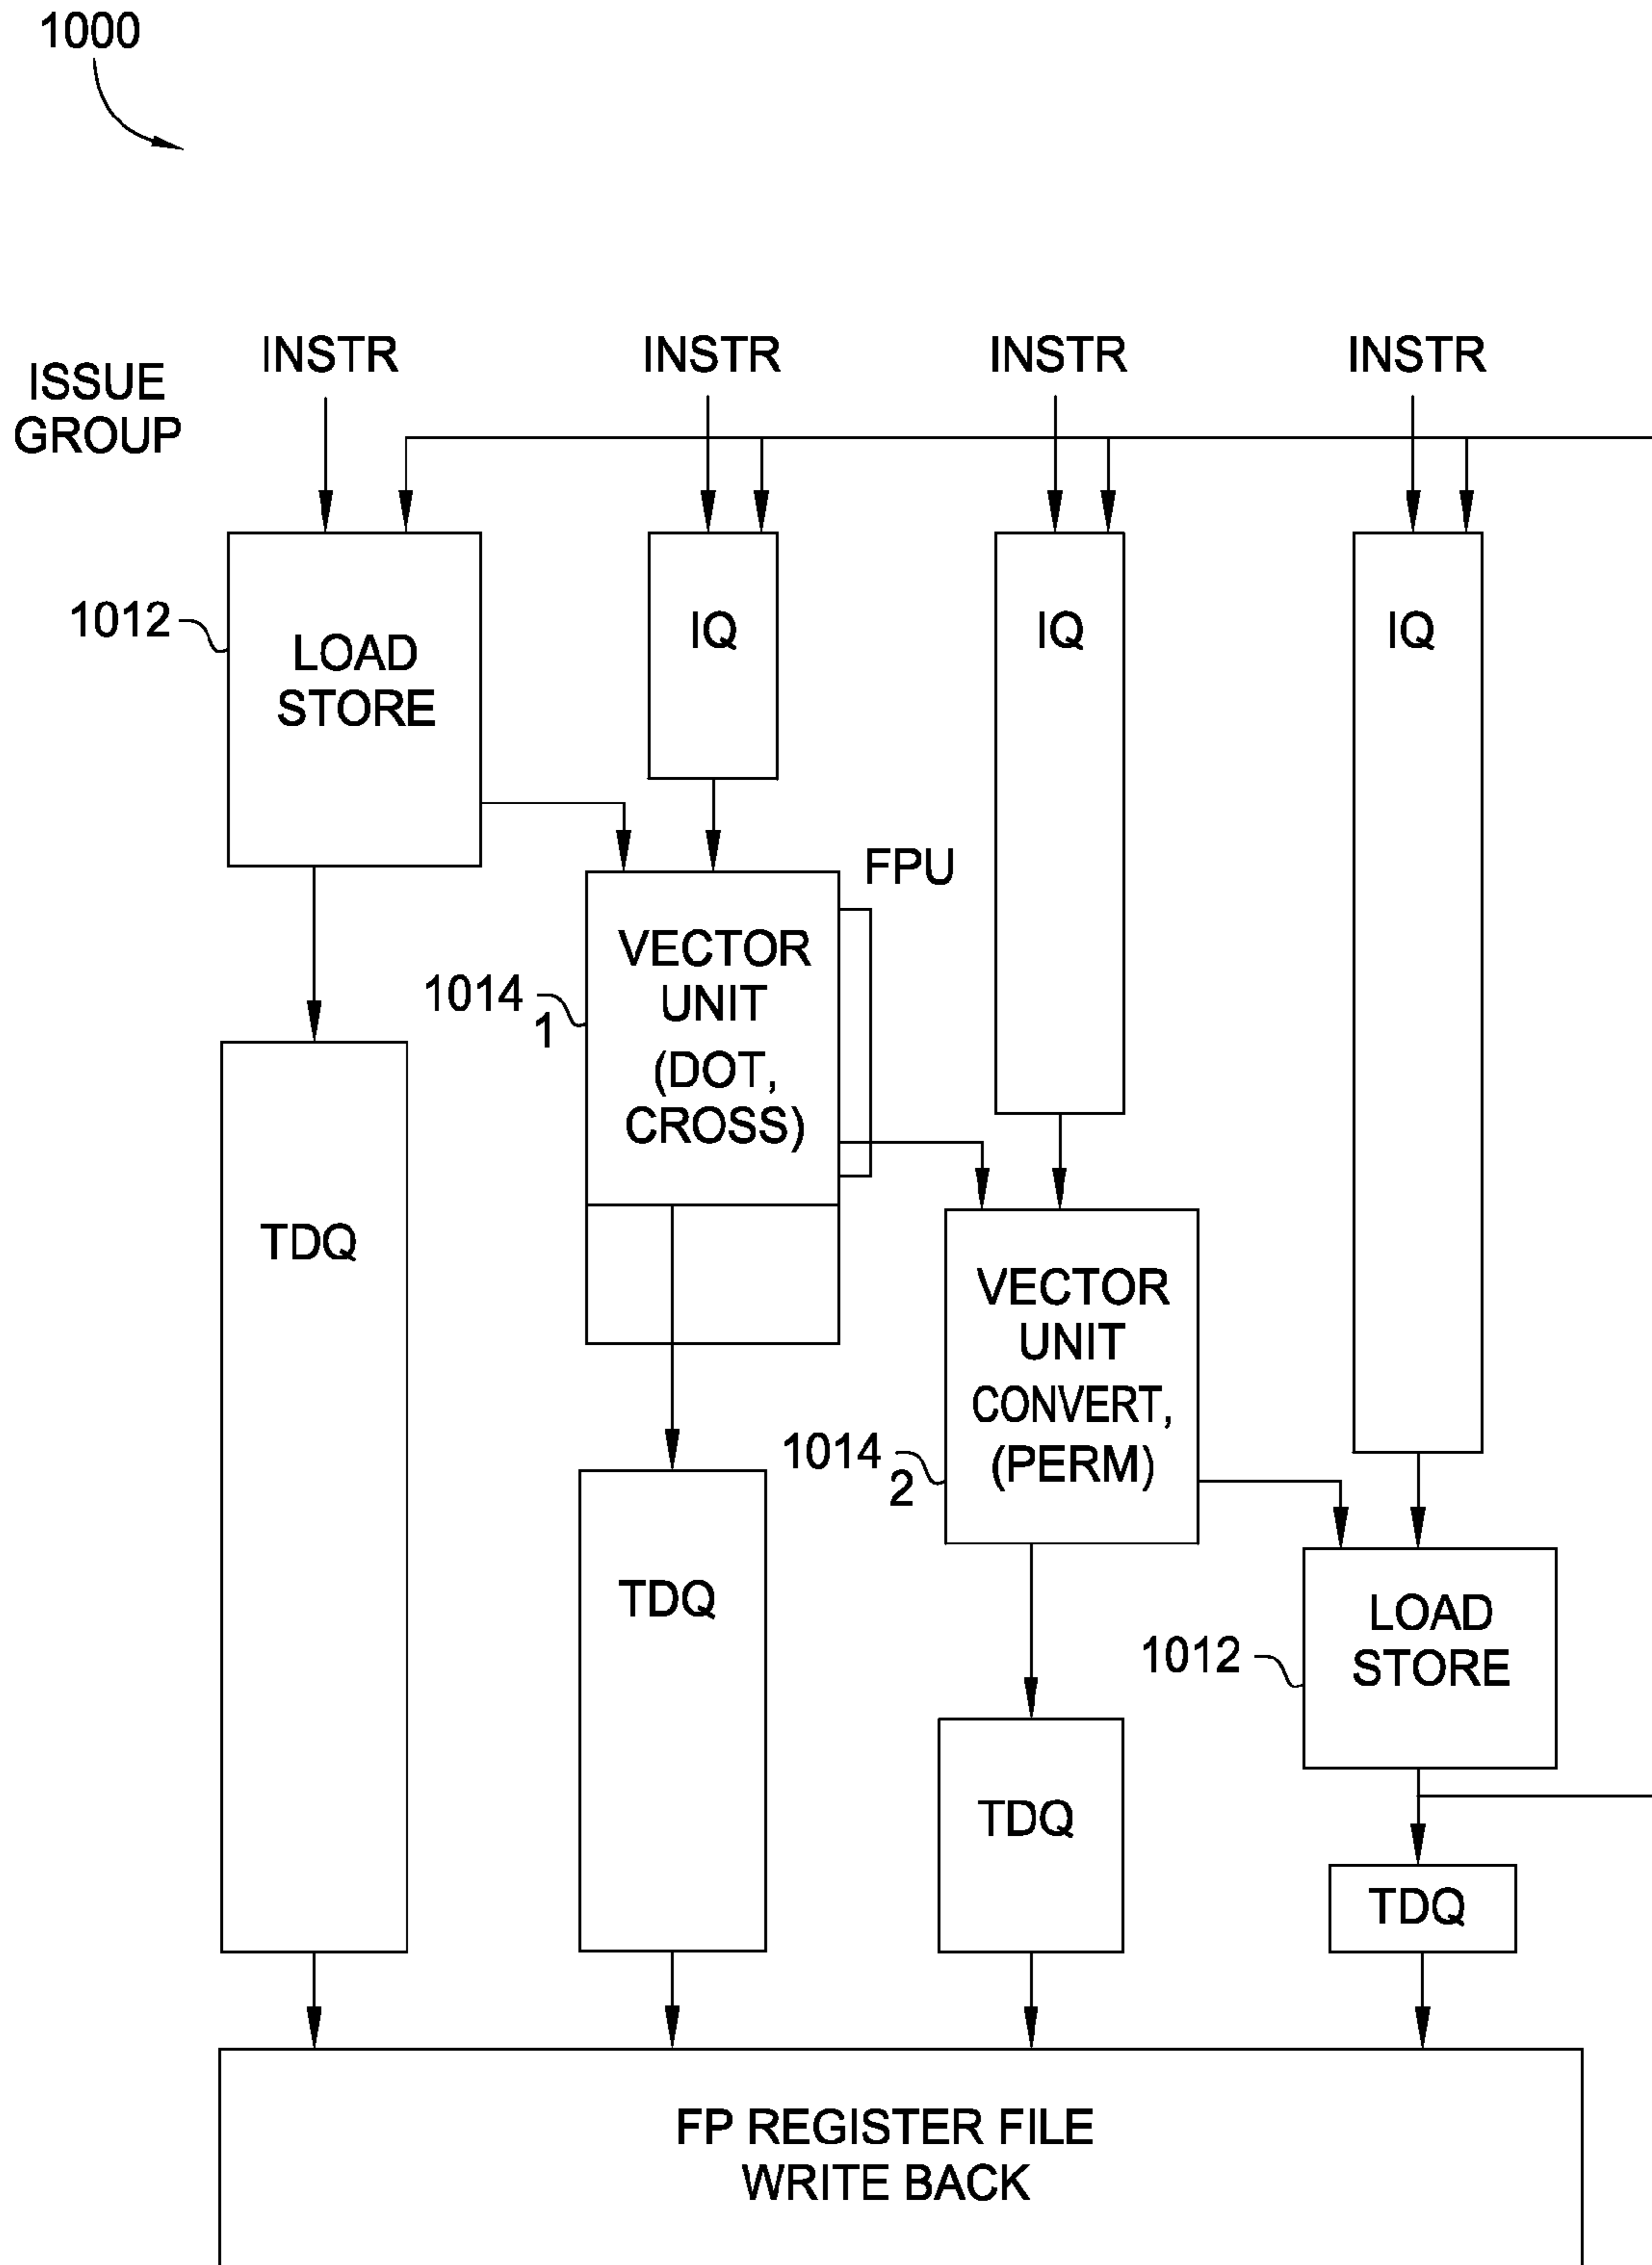 1000
INSTR
INSTR
INSTR
INSTR
ISSUE
GROUP
1012
LOAD
STORE
IQ
IQ
IQ
FPU
1014
1
VECTOR
UNIT
(DOT,
CROSS)
TDQ
VECTOR
UNIT
CONVERT,
(PERM)
1014
2
TDQ
LOAD
STORE
1012
TDQ
TDQ
FP REGISTER FILE
WRITE BACK